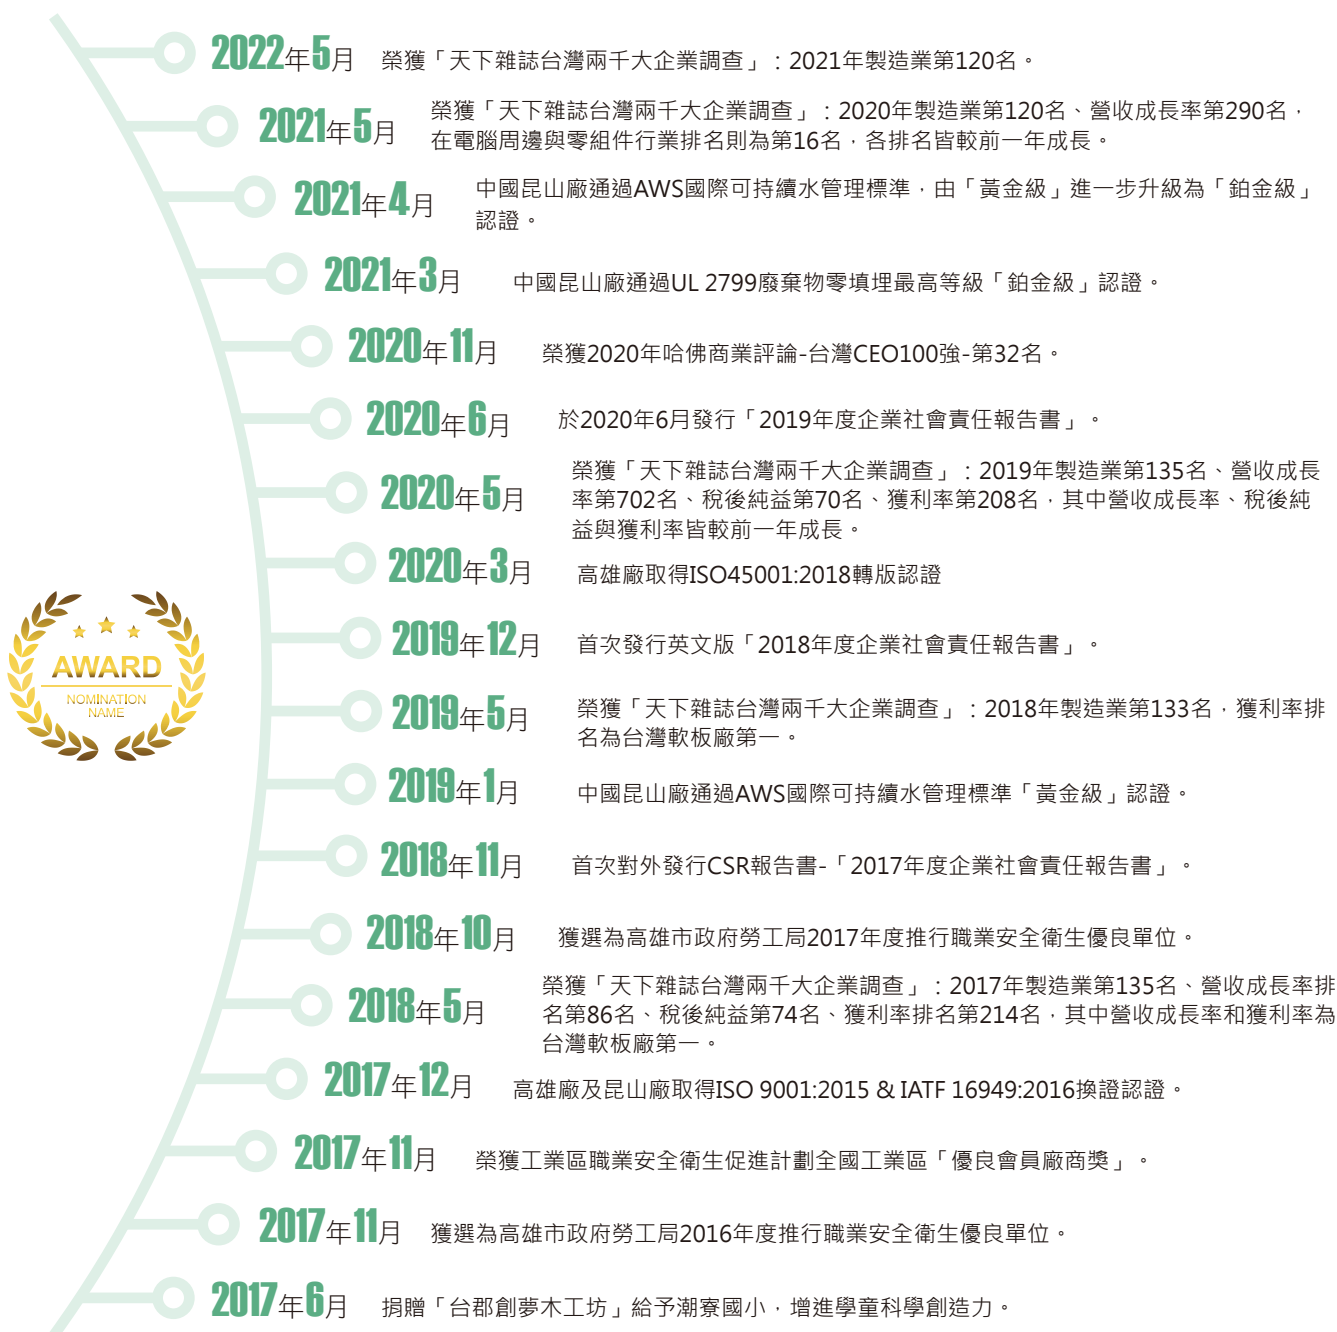 2022年5月 榮獲「天下雜誌台灣兩千大企業調查」：2021年製造業第120名。
2021年5月 榮獲「天下雜誌台灣兩千大企業調查」：2020年製造業第120名、營收成長率第290名，
在電腦周邊與零組件行業排名則為第16名，各排名皆較前一年成長。
2021年4月 中國昆山廠通過AWS國際可持續水管理標準，由「黃金級」進一步升級為「鉑金級」
認證。
2021年3月 中國昆山廠通過UL 2799廢棄物零填埋最高等級「鉑金級」認證。
2020年11月 榮獲2020年哈佛商業評論-台灣CEO100強-第32名。
2020年6月 於2020年6月發行「2019年度企業社會責任報告書」。
2020年5月 榮獲「天下雜誌台灣兩千大企業調查」：2019年製造業第135名、營收成長
率第702名、稅後純益第70名、獲利率第208名，其中營收成長率、稅後純
益與獲利率皆較前一年成長。
2020年3月 高雄廠取得ISO45001:2018轉版認證
2019年12月 首次發行英文版「2018年度企業社會責任報告書」。
AWARD
NOMINATION
NAME
2019年5月 榮獲「天下雜誌台灣兩千大企業調查」：2018年製造業第133名，獲利率排
名為台灣軟板廠第一。
2019年1月 中國昆山廠通過AWS國際可持續水管理標準「黃金級」認證。
2018年11月 首次對外發行CSR報告書-「2017年度企業社會責任報告書」。
2018年10月 獲選為高雄市政府勞工局2017年度推行職業安全衛生優良單位。
2018年5月 榮獲「天下雜誌台灣兩千大企業調查」：2017年製造業第135名、營收成長率排
名第86名、稅後純益第74名、獲利率排名第214名，其中營收成長率和獲利率為
台灣軟板廠第一。
2017年12月 高雄廠及昆山廠取得ISO 9001:2015 & IATF 16949:2016換證認證。
2017年11月 榮獲工業區職業安全衛生促進計劃全國工業區「優良會員廠商獎」。
2017年11月 獲選為高雄市政府勞工局2016年度推行職業安全衛生優良單位。
2017年6月 捐贈「台郡創夢木工坊」給予潮寮國小，增進學童科學創造力。